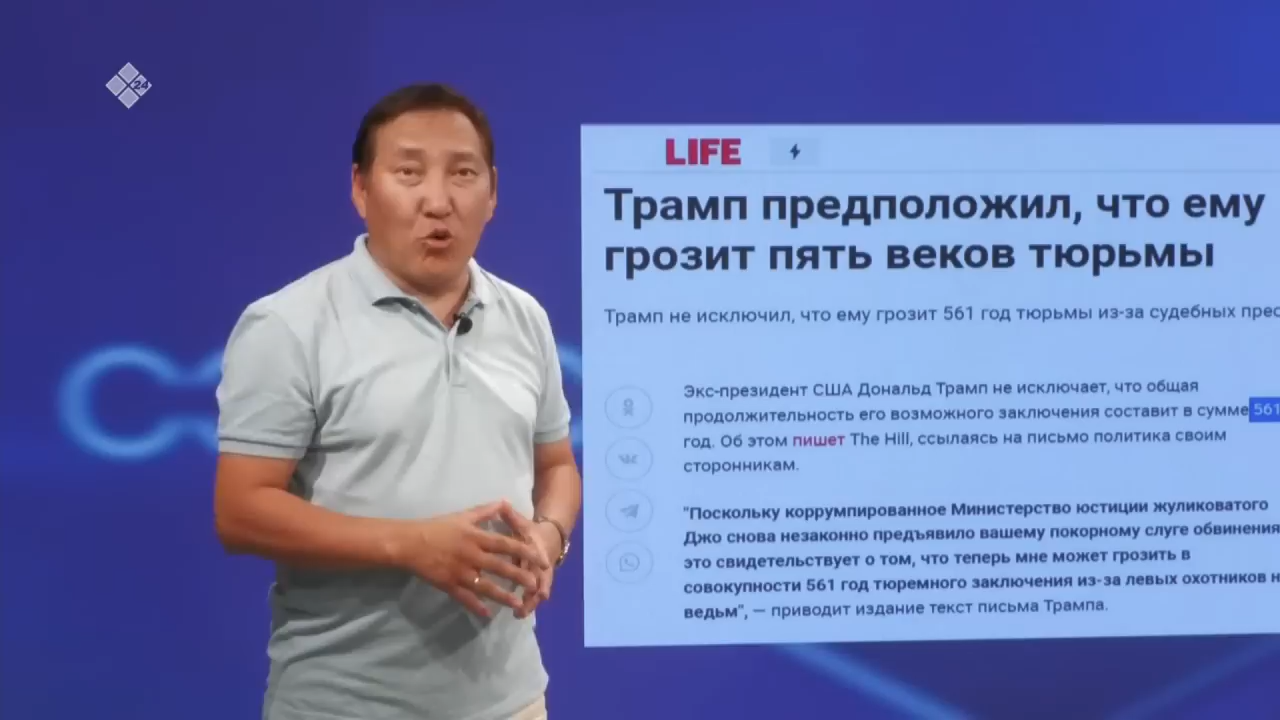 24
LIFE
Трамп предположил, что ему
грозит пять веков тюрьмы
Трамп не исключил, что ему грозит 561 год тюрьмы из-за судебных прес
Экс-президент США Дональд Трамп не исключает, что общая
продолжительность его возможного заключения составит в сумме 561
год. Об этом пишет The Hill, ссылаясь на письмо политика своим
сторонникам.
"Поскольку коррумпированное Министерство юстиции жуликоватого
Джо снова незаконно предъявило вашему покорному слуге обвинения
это свидетельствует о том, что теперь мне может грозить в
совокупности 561 год тюремного заключения из-за левых охотников н
ведьм", — приводит издание текст письма Трампа.